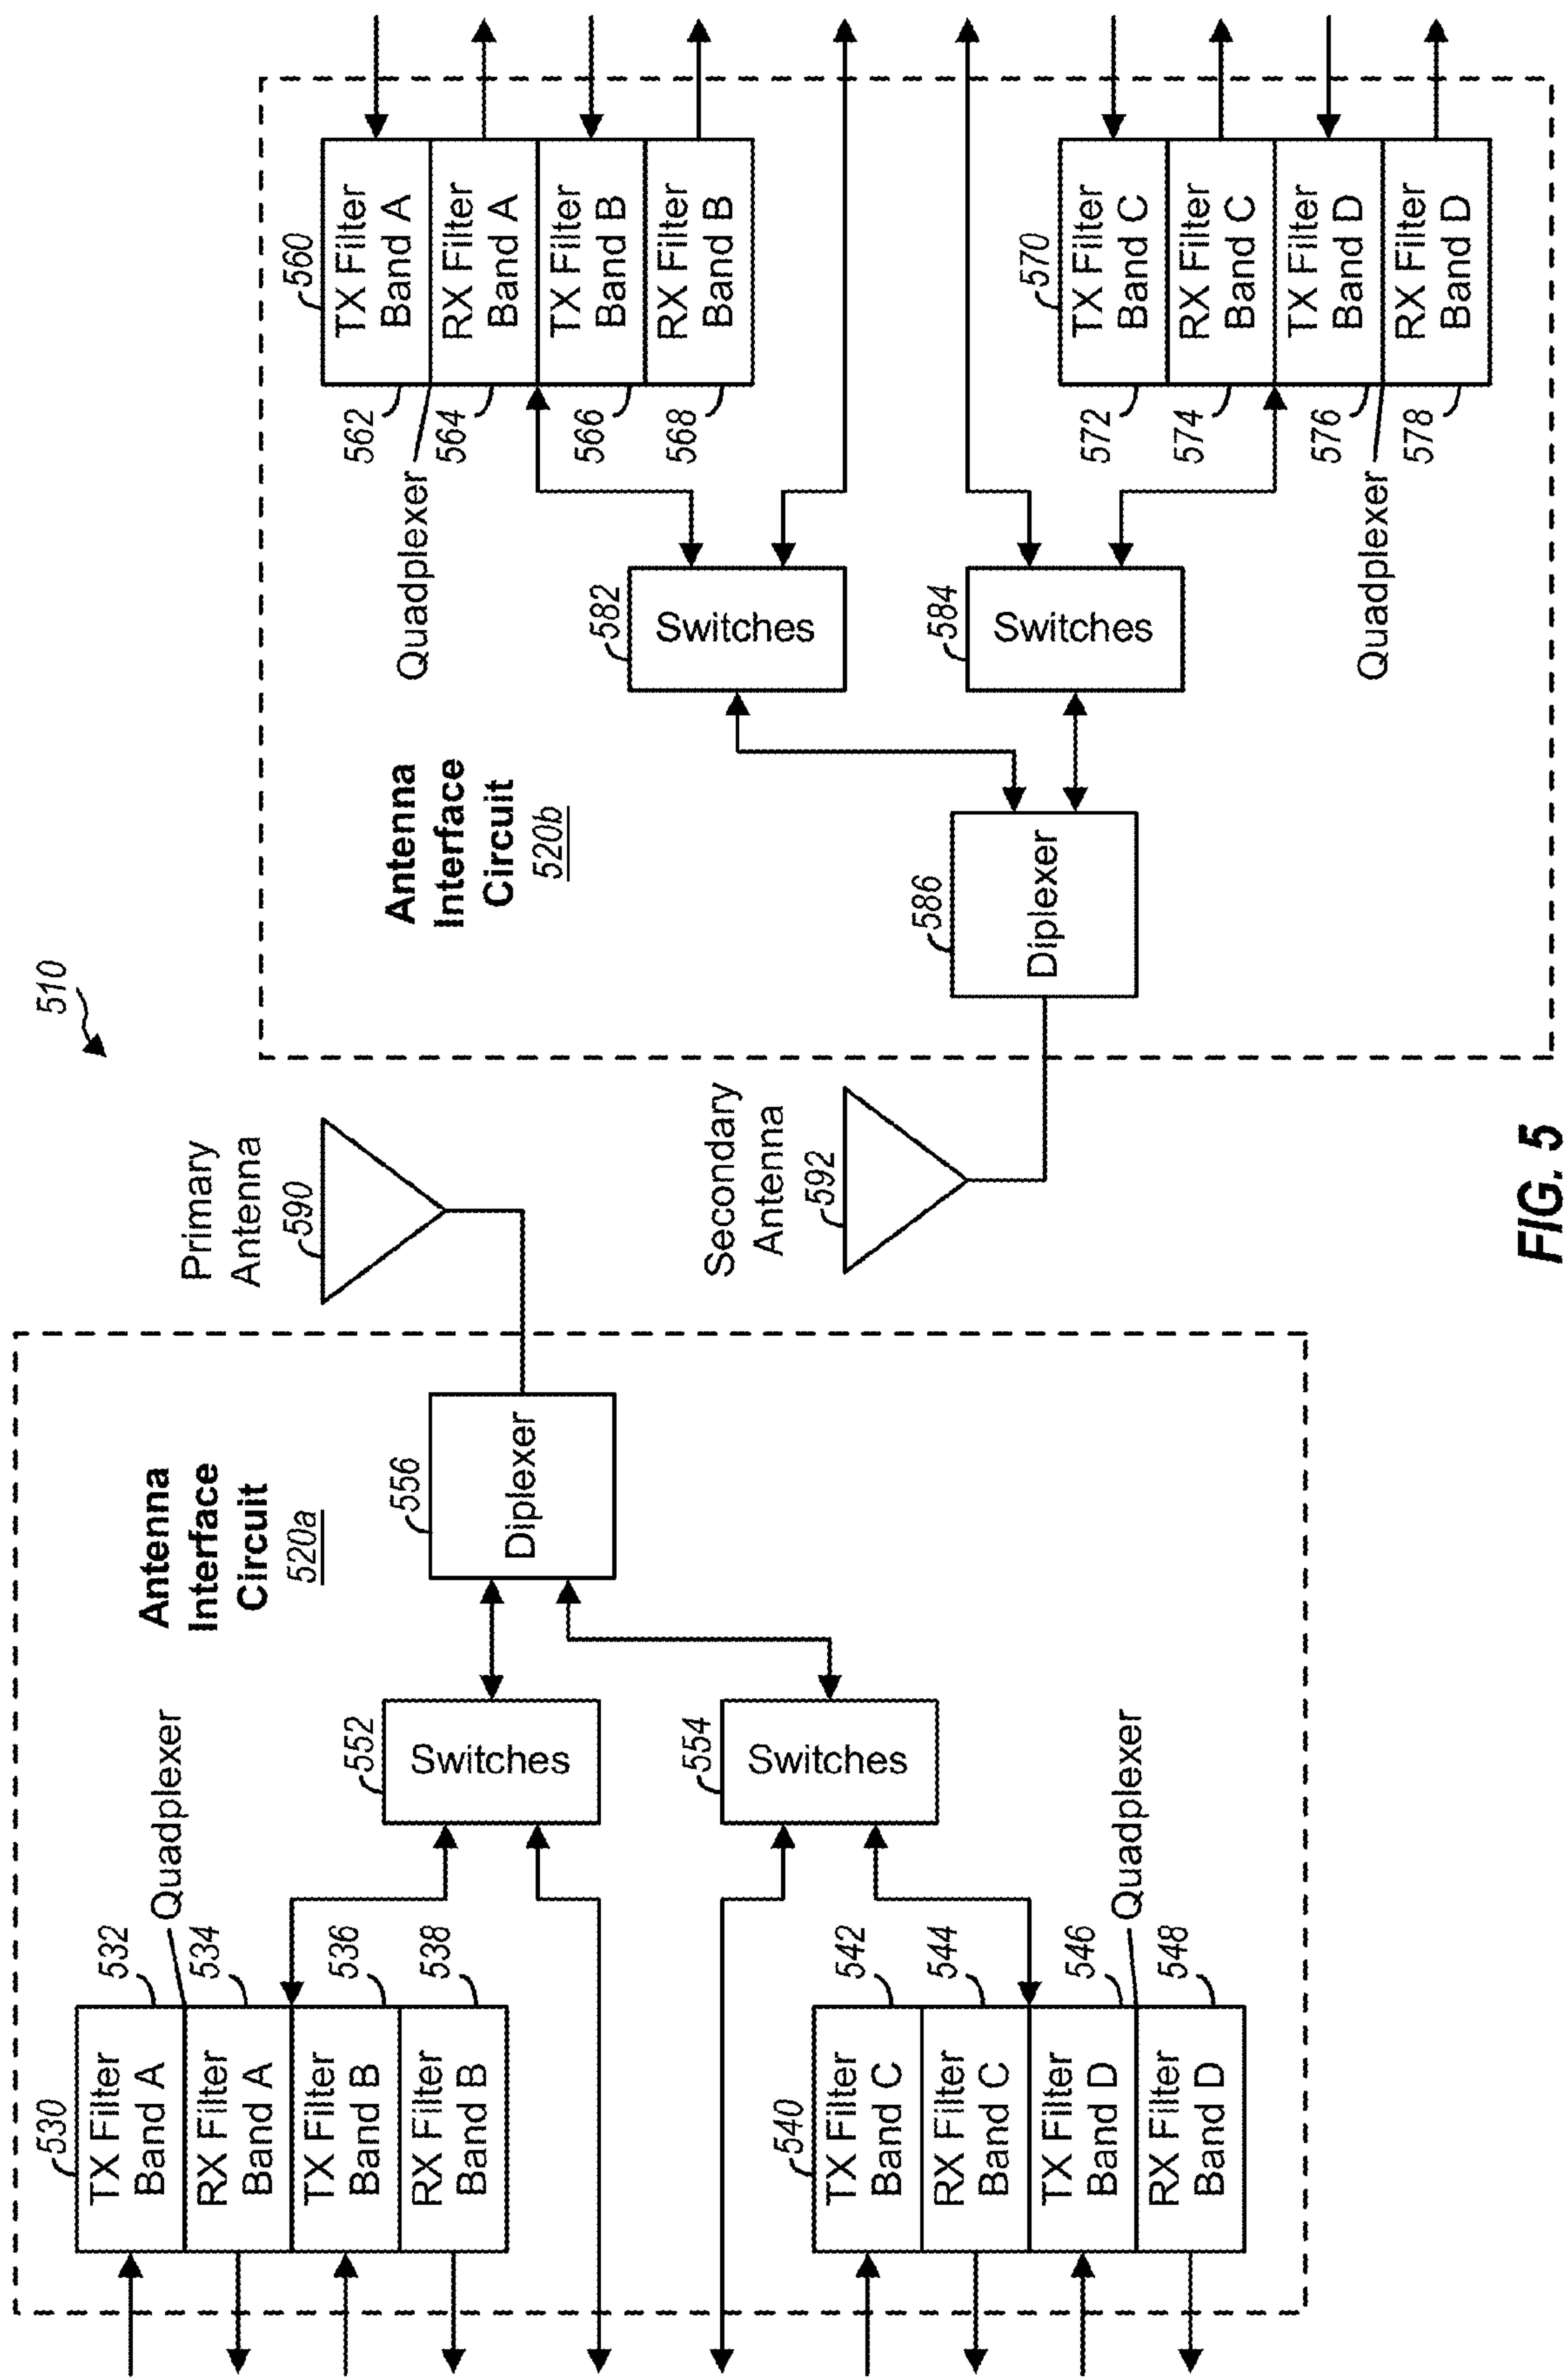 510
530
TX Filter
Band A
532
Quadplexer
RX Filter
Band A
534
TX Filter
Band B
536
RX Filter
Band B
538
540
TX Filter
Band C
542
RX Filter
Band C
544
TX Filter
Band D
546
Quadplexer
RX Filter
Band D
548
552
Switches
554
Switches
Antenna
Interface
Circuit
520a
556
Diplexer
Primary
Antenna
590
Secondary
Antenna
592
Antenna
Interface
Circuit
520b
586
Diplexer
582
Switches
584
Switches
Quadplexer
560
562
TX Filter
Band A
564
RX Filter
Band A
566
TX Filter
Band B
568
RX Filter
Band B
570
572
TX Filter
Band C
574
RX Filter
Band C
576
TX Filter
Band D
Quadplexer
578
RX Filter
Band D
FIG. 5